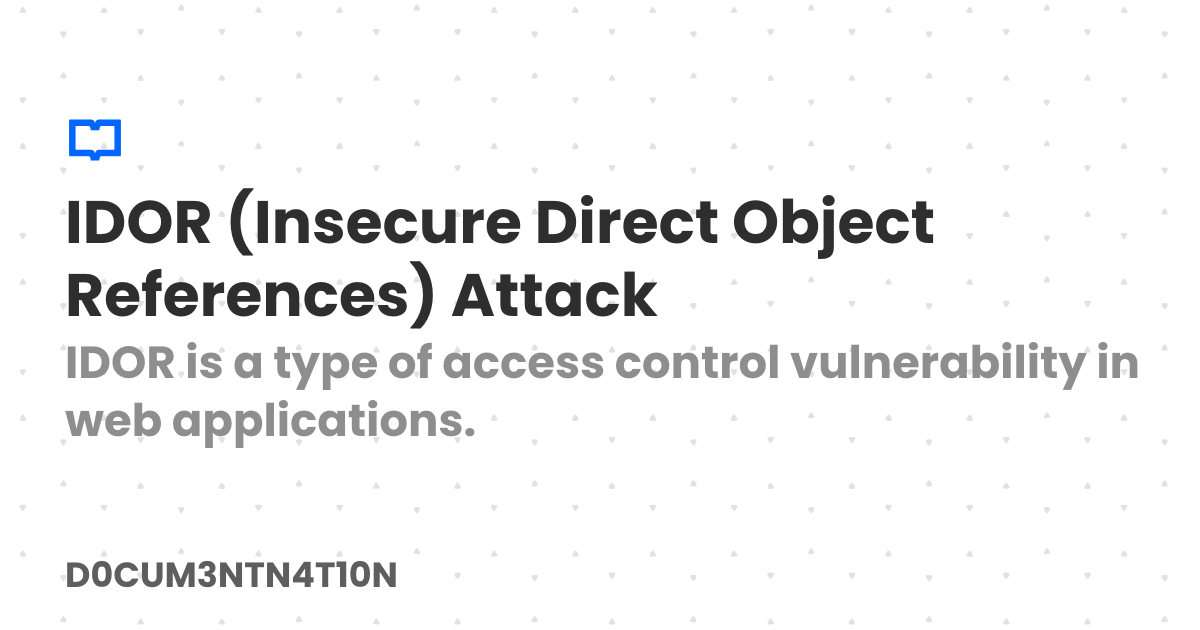 IDOR (Insecure Direct Object
References) Attack
IDOR is a type of access control vulnerability in
web applications.
D0CUM3NTN4T10N